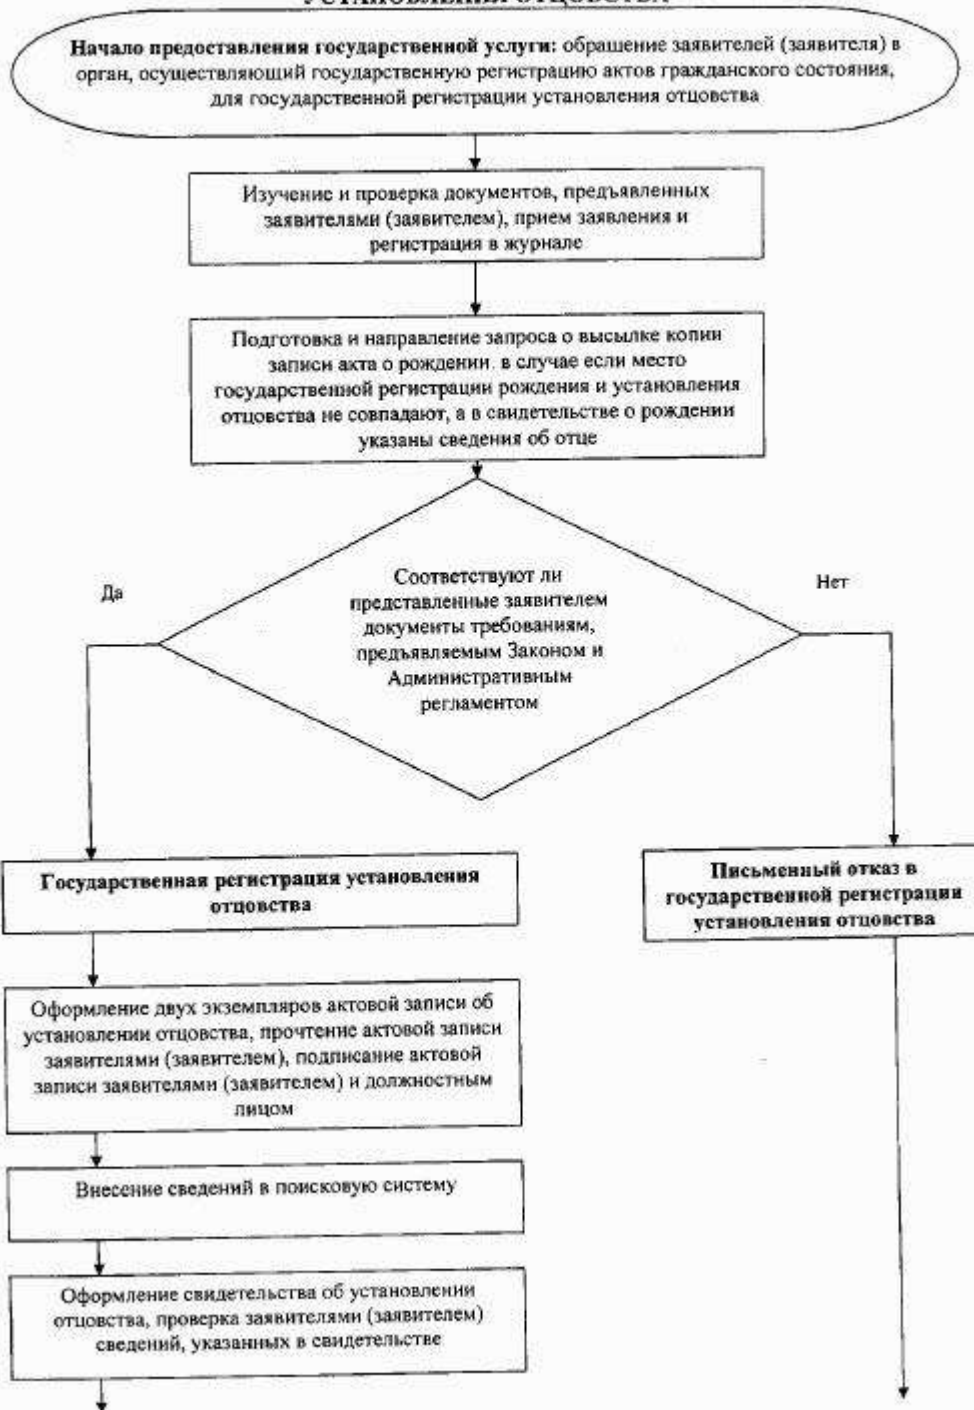 УСТАНОВЛЕНИЯ ОТЦОВСТВА
Начало предоставления государственной услуги: обращение заявителей (заявителя) в
орган, осуществляющий государственную регистрацию актов гражданского состояния,
для государственной регистрации установления отцовства
Изучение и проверка документов, предъявленных
заявителями (заявителем), прием заявления и
регистрация в журнале
Подготовка и направление запроса о высылке копии
записи акта о рождении. в случае если место
государственной регистрации рождения и установления
отцовства не совпадают, а в свидетельстве о рождении
указаны сведения об отце
Да
Соответствуют ли
представленные заявителем
документы требованиям,
предъявляемым Законом и
Административным
регламентом
Нет
Государственная регистрация установления
отцовства
Письменный отказ в
государственной регистрации
установления отцовства
Оформление двух экземпляров актовой записи об
установлении отцовства, прочтение актовой записи
заявителями (заявителем), подписание актовой
записи заявителями (заявителем) и должностным
лицом
Внесение сведений в поисковую систему
Оформление свидетельства об установлении
отцовства, проверка заявителями (заявителем)
сведений, указанных в свидетельстве